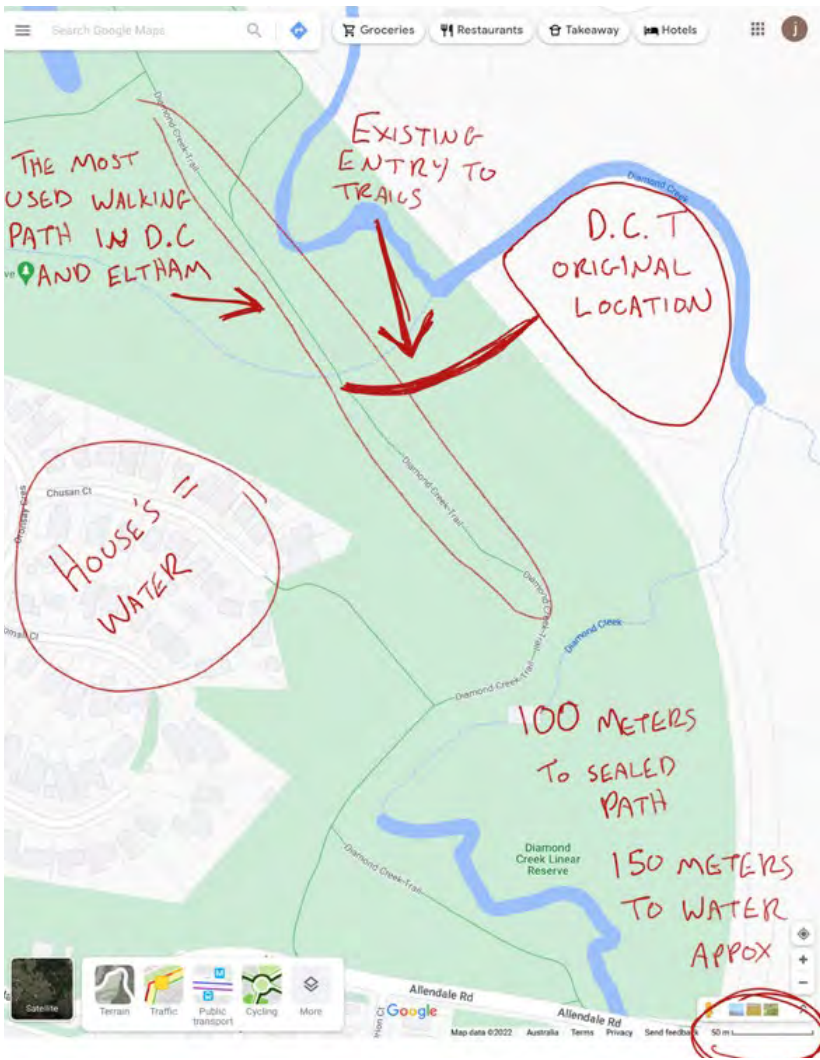 Search Google Maps
Groceries
Restaurants
Takeaway
Hotels
j
Diamond-Creek-Trail
THE MOST
USED WALKING
PATH IN D.C
AND ELTHAM
EXISTING
ENTRY TO
TRAILS
Diamond Creek
D.C.T
ORIGINAL
LOCATION
Chusan Ct
HOUSE'S "
WATER
Diamond-Creek-Trail
Diamond-Creek-Trail
Diamond Creek
Diamond-Creek-Trail
100 METERS
TO SEALED
PATH
Diamond
Creek Linear
Reserve
150 METERS
TO WATER
APPOX
Diamond-Creek-Trail
Satellite
Terrain
Traffic
Public
transport
Cycling
More
Google
Allendale Rd
Allendale Rd
Map data ©2022
Australia
Terms
Privacy
Send feedback
50 m